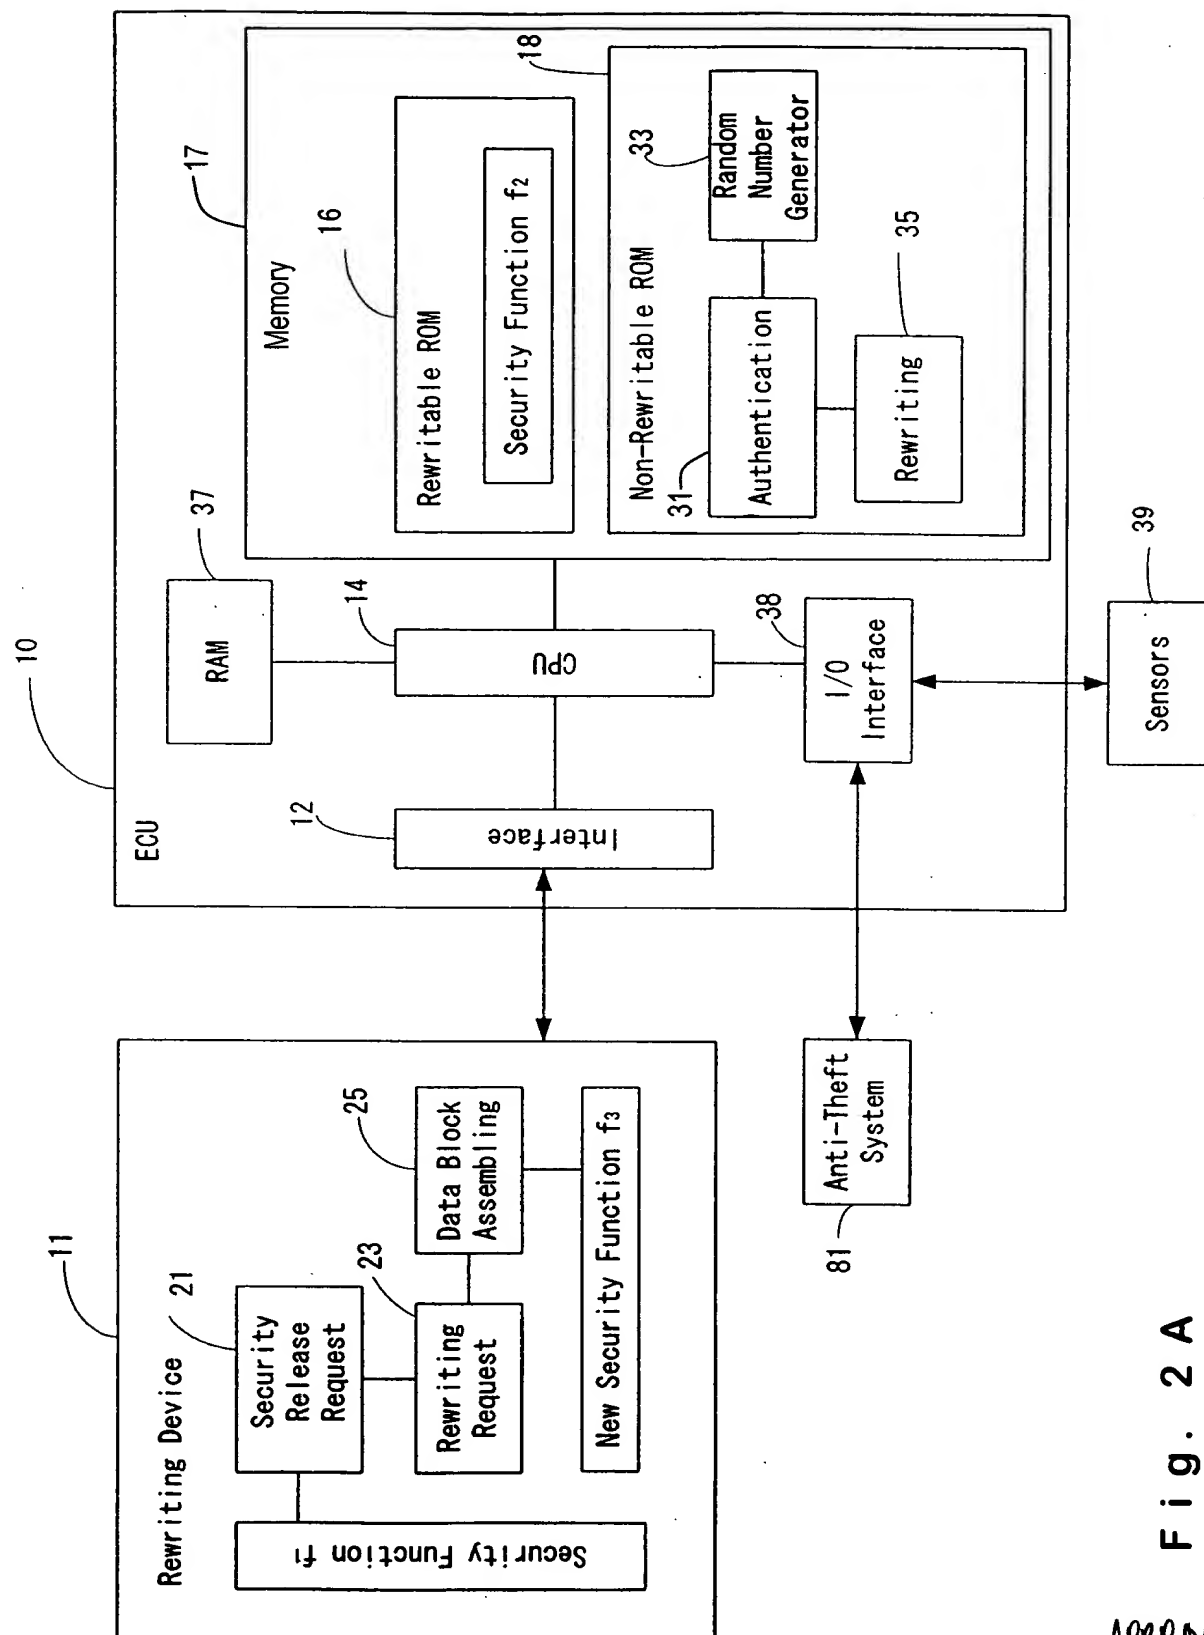 Rewriting Device
11
Security Function f1
Security
Release
Request
21
Rewriting
Request
23
Data Block
Assembling
25
New Security Function f3
ECU
10
Interface
12
RAM
37
CPU
14
Memory
17
Rewritable ROM
16
Security Function f2
Non-Rewritable ROM
18
Authentication
31
Random
Number
Generator
33
Rewriting
35
I/O
Interface
38
Anti-Theft
System
81
Sensors
39
Fig. 2A